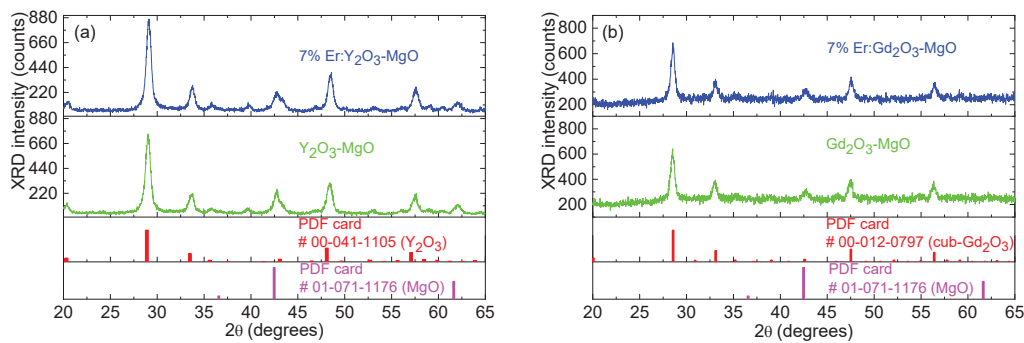 (a)
XRD intensity (counts)
880
660
440
220
7% Er:Y₂O₃-MgO
880
660
440
220
Y₂O₃-MgO
PDF card
# 00-041-1105 (Y₂O₃)
PDF card
# 01-071-1176 (MgO)
20 25 30 35 40 45 50 55 60 65
2θ (degrees)
(b)
XRD intensity (counts)
800
600
400
200
7% Er:Gd₂O₃-MgO
800
600
400
200
Gd₂O₃-MgO
PDF card
# 00-012-0797 (cub-Gd₂O₃)
PDF card
# 01-071-1176 (MgO)
20 25 30 35 40 45 50 55 60 65
2θ (degrees)